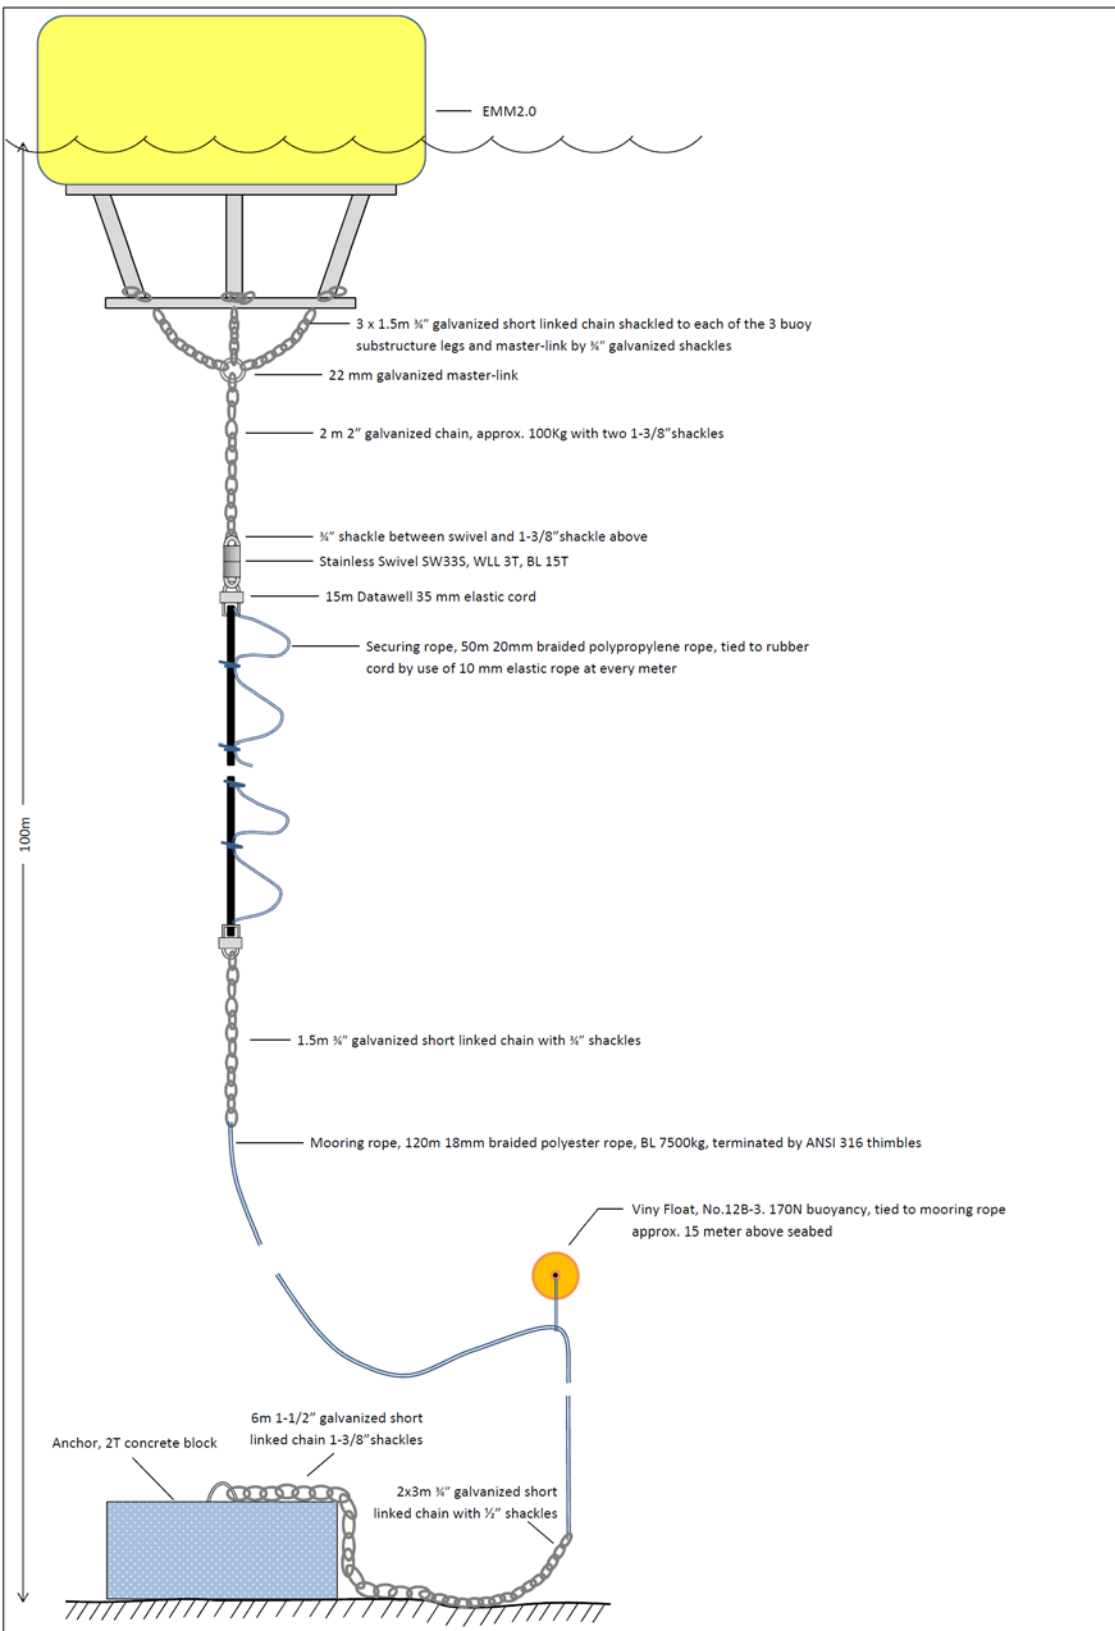 EMM2.0
3 x 1.5m ¾” galvanized short linked chain shackled to each of the 3 buoy
substructure legs and master-link by ¾” galvanized shackles
22 mm galvanized master-link
2 m 2” galvanized chain, approx. 100Kg with two 1-3/8”shackles
¾” shackle between swivel and 1-3/8”shackle above
Stainless Swivel SW33S, WLL 3T, BL 15T
15m Datawell 35 mm elastic cord
Securing rope, 50m 20mm braided polypropylene rope, tied to rubber
cord by use of 10 mm elastic rope at every meter
100m
1.5m ¾” galvanized short linked chain with ¾” shackles
Mooring rope, 120m 18mm braided polyester rope, BL 7500kg, terminated by ANSI 316 thimbles
Viny Float, No.12B-3. 170N buoyancy, tied to mooring rope
approx. 15 meter above seabed
6m 1-1/2” galvanized short
linked chain 1-3/8”shackles
Anchor, 2T concrete block
2x3m ¾” galvanized short
linked chain with ½” shackles